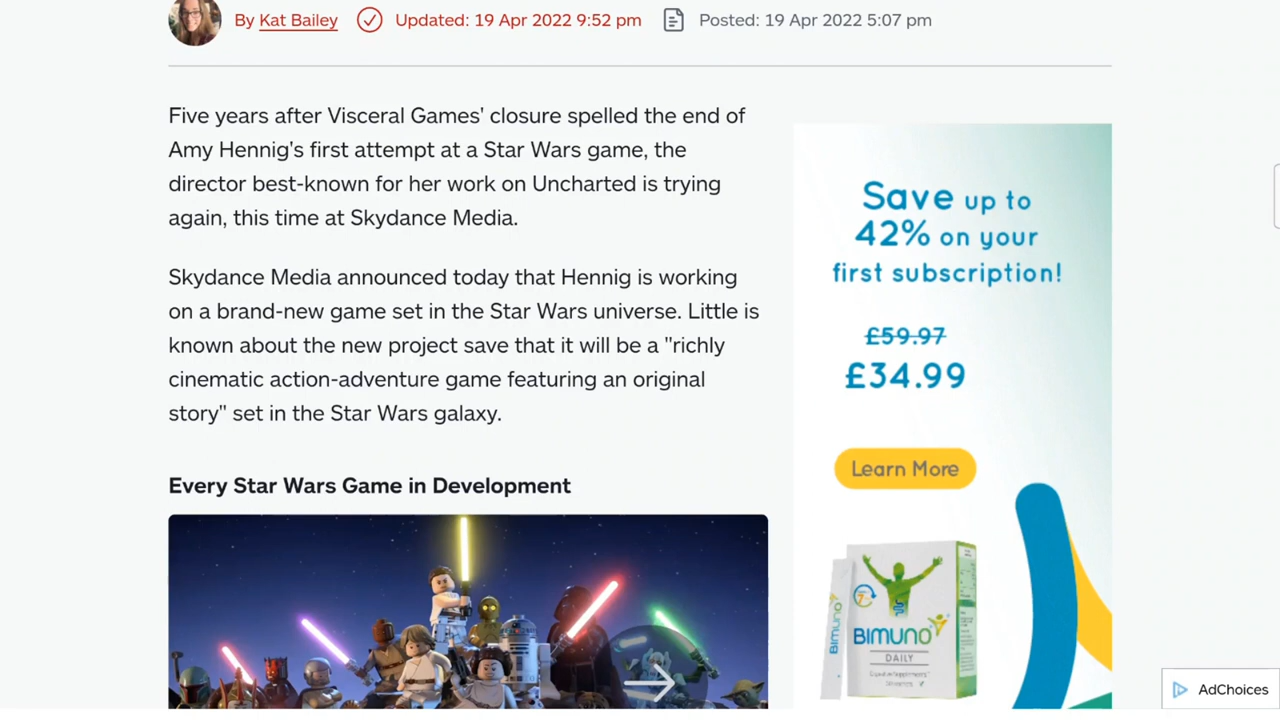 By Kat Bailey Updated: 19 Apr 2022 9:52 pm Posted: 19 Apr 2022 5:07 pm
Five years after Visceral Games' closure spelled the end of
Amy Hennig's first attempt at a Star Wars game, the
director best-known for her work on Uncharted is trying
again, this time at Skydance Media.
Skydance Media announced today that Hennig is working
on a brand-new game set in the Star Wars universe. Little is
known about the new project save that it will be a "richly
cinematic action-adventure game featuring an original
story" set in the Star Wars galaxy.
Every Star Wars Game in Development
Save up to
42% on your
first subscription!
£59.97
£34.99
Learn More
BIMUNO
BIMUNO
DAILY
AdChoices